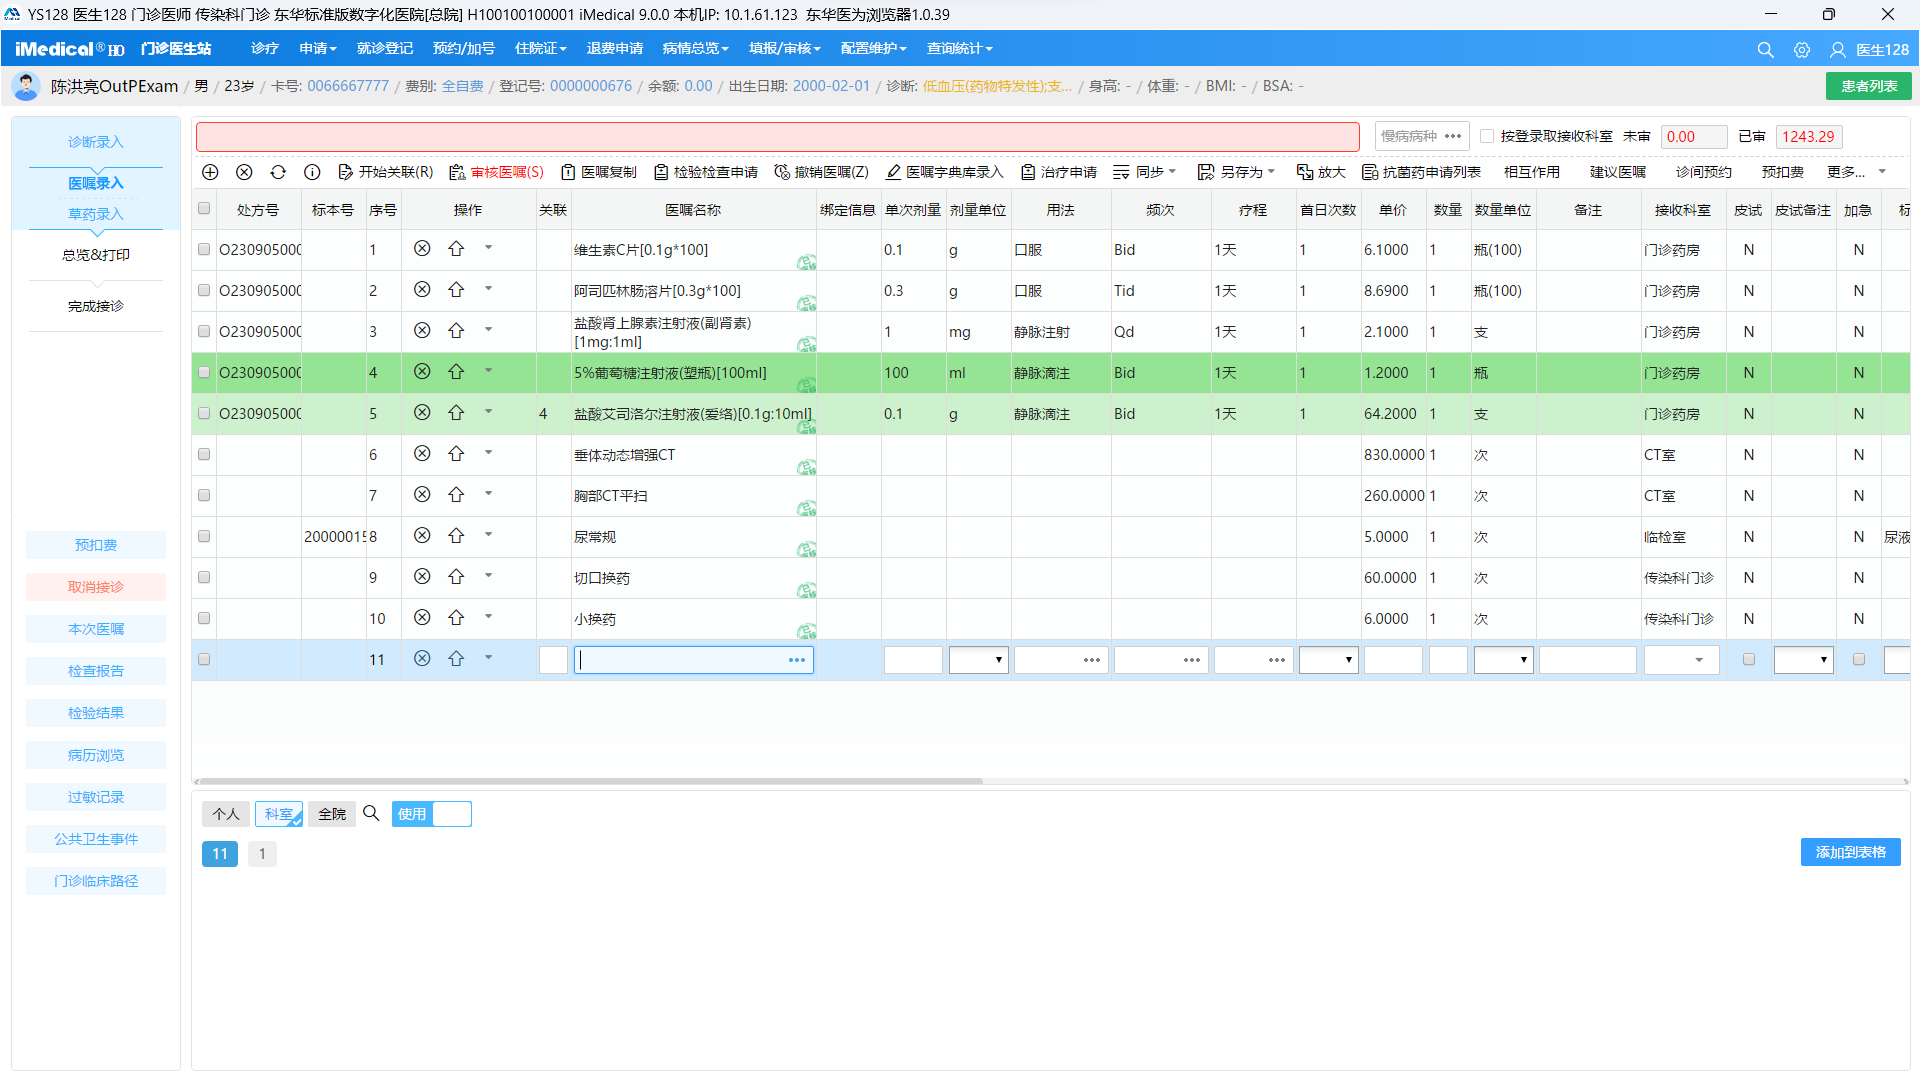 YS128 医生128 门诊医师 传染科门诊 东华标准版数字化医院[总院] H100100100001 iMedical 9.0.0 本机IP: 10.1.61.123 东华医为浏览器1.0.39
iMedical® HO 门诊医生站 诊疗 申请 就诊登记 预约/加号 住院证 退费申请 病情总览 填报/审核 配置维护 查询统计 医生128
陈洪亮OutPExam / 男 / 23岁 / 卡号: 0066667777 / 费别: 全自费 / 登记号: 0000000676 / 余额: 0.00 / 出生日期: 2000-02-01 / 诊断: 低血压(药物特发性);支... / 身高: - / 体重: - / BMI: - / BSA: - 患者列表
诊断录入
医嘱录入
草药录入
总览&打印
完成接诊
预扣费
取消接诊
本次医嘱
检查报告
检验结果
病历浏览
过敏记录
公共卫生事件
门诊临床路径
慢病病种 ••• 按登录取接收科室 未审 0.00 已审 1243.29
开始关联(R) 审核医嘱(S) 医嘱复制 检验检查申请 撤销医嘱(Z) 医嘱字典库录入 治疗申请 同步 另存为 放大 抗菌药申请列表 相互作用 建议医嘱 诊间预约 预扣费 更多...
处方号 标本号 序号 操作 关联 医嘱名称 绑定信息 单次剂量 剂量单位 用法 频次 疗程 首日次数 单价 数量 数量单位 备注 接收科室 皮试 皮试备注 加急 标
O23090500 1 维生素C片[0.1g*100] 0.1 g 口服 Bid 1天 1 6.1000 1 瓶(100) 门诊药房 N N
O23090500 2 阿司匹林肠溶片[0.3g*100] 0.3 g 口服 Tid 1天 1 8.6900 1 瓶(100) 门诊药房 N N
O23090500 3 盐酸肾上腺素注射液(副肾素)[1mg:1ml] 1 mg 静脉注射 Qd 1天 1 2.1000 1 支 门诊药房 N N
O23090500 4 5%葡萄糖注射液(塑瓶)[100ml] 100 ml 静脉滴注 Bid 1天 1 1.2000 1 瓶 门诊药房 N N
O23090500 5 4 盐酸艾司洛尔注射液(爱络)[0.1g:10ml] 0.1 g 静脉滴注 Bid 1天 1 64.2000 1 支 门诊药房 N N
6 垂体动态增强CT 830.0000 1 次 CT室 N N
7 胸部CT平扫 260.0000 1 次 CT室 N N
2000001 8 尿常规 5.0000 1 次 临检室 N N 尿液
9 切口换药 60.0000 1 次 传染科门诊 N N
10 小换药 6.0000 1 次 传染科门诊 N N
11
个人 科室 全院 使用
11 1 添加到表格